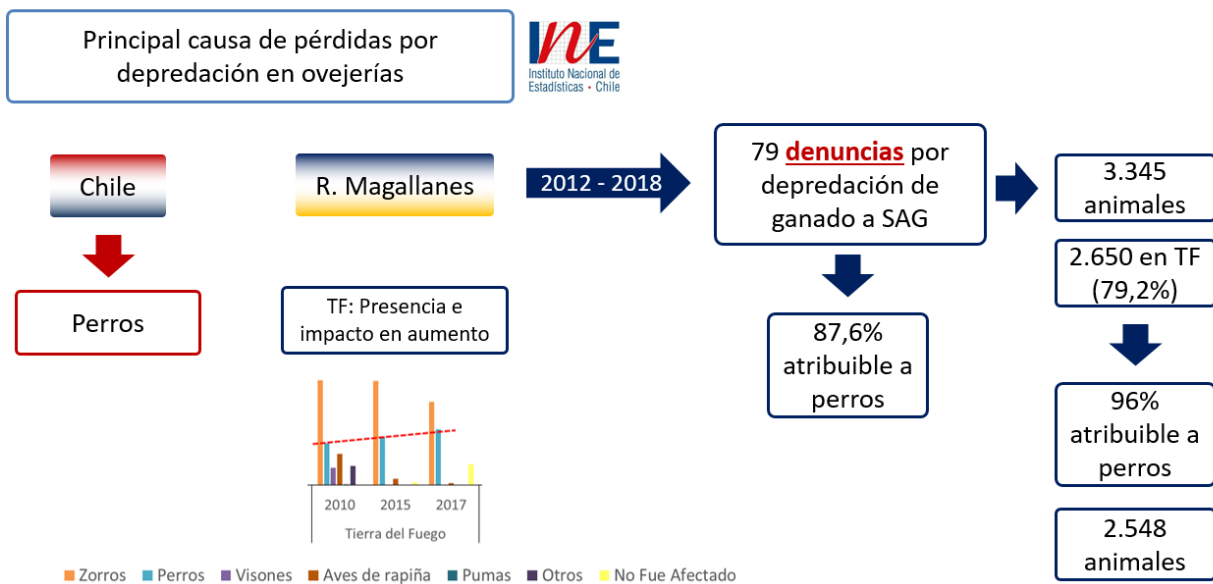 Principal causa de pérdidas por
depredación en ovejerías
INE
Instituto Nacional de
Estadísticas • Chile
Chile
R. Magallanes
2012 - 2018
79 denuncias por
depredación de
ganado a SAG
3.345
animales
2.650 en TF
(79,2%)
Perros
TF: Presencia e
impacto en aumento
87,6%
atribuible a
perros
96%
atribuible a
perros
2.548
animales
2010 2015 2017
Tierra del Fuego
Zorros Perros Visones Aves de rapiña Pumas Otros No Fue Afectado